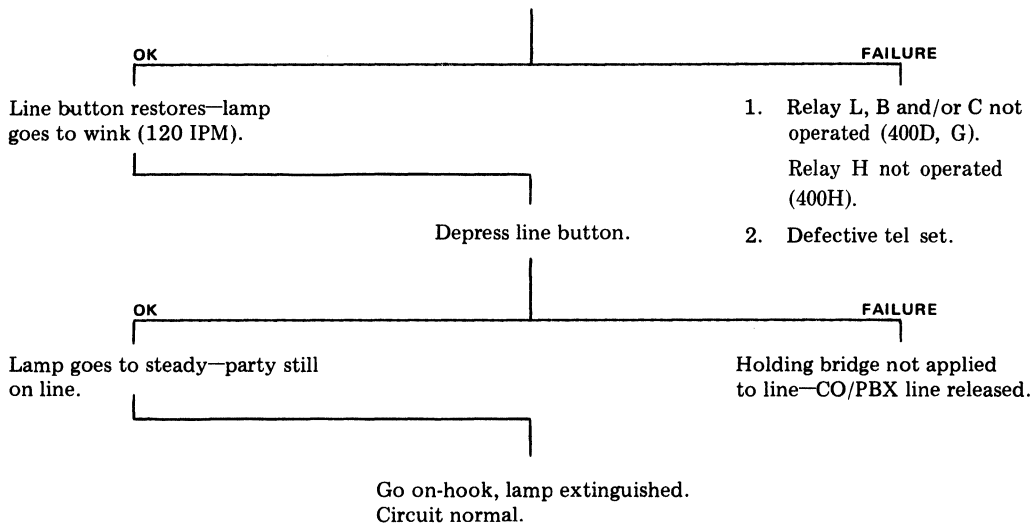 OK
FAILURE
Line button restores—lamp
goes to wink (120 IPM).
1. Relay L, B and/or C not
operated (400D, G).
Relay H not operated
(400H).
2. Defective tel set.
Depress line button.
OK
FAILURE
Lamp goes to steady—party still
on line.
Holding bridge not applied
to line—CO/PBX line released.
Go on-hook, lamp extinguished.
Circuit normal.